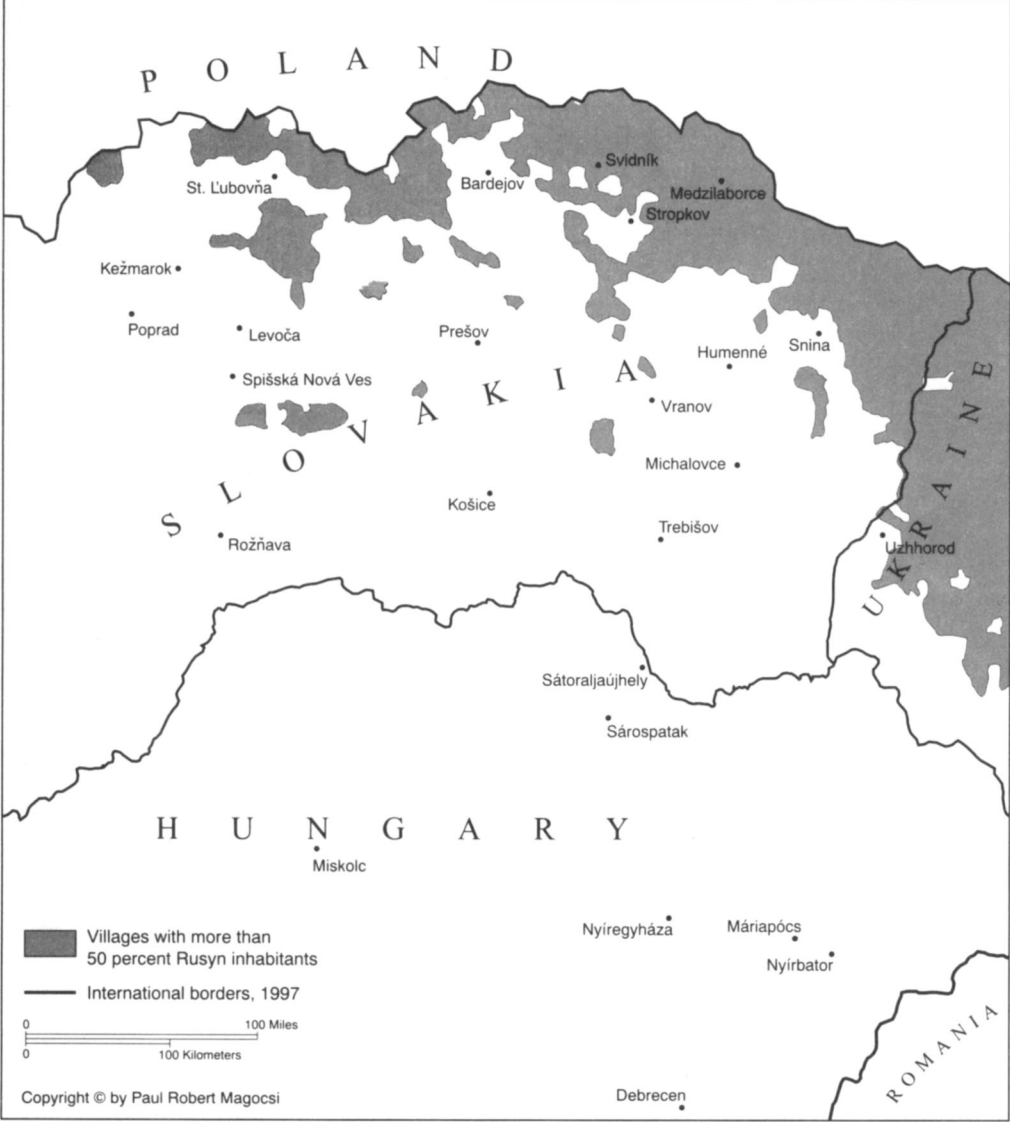 POLAND
Svidník
St. Ľubovňa
Bardejov
Medzilaborce
Stropkov
Kežmarok
Poprad
Levoča
Prešov
Humenné
Snina
Spišská Nová Ves
Vranov
SLOVAKIA
Michalovce
Košice
Trebišov
Rožňava
UKRAINE
Uzhhorod
Sátoraljaújhely
Sárospatak
HUNGARY
Miskolc
Nyíregyháza
Máriapócs
Nyírbator
Villages with more than
50 percent Rusyn inhabitants
International borders, 1997
0 100 Miles
0 100 Kilometers
ROMANIA
Debrecen
Copyright © by Paul Robert Magocsi